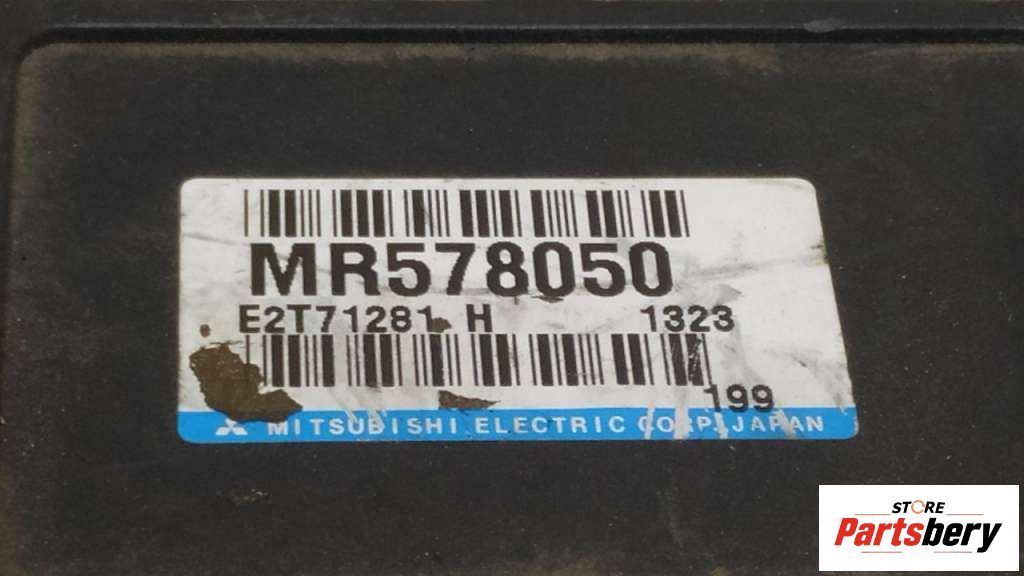 MR578050
E2T71281 H 1323
199
MITSUBISHI ELECTRIC CORP. JAPAN
STORE
Partsbery